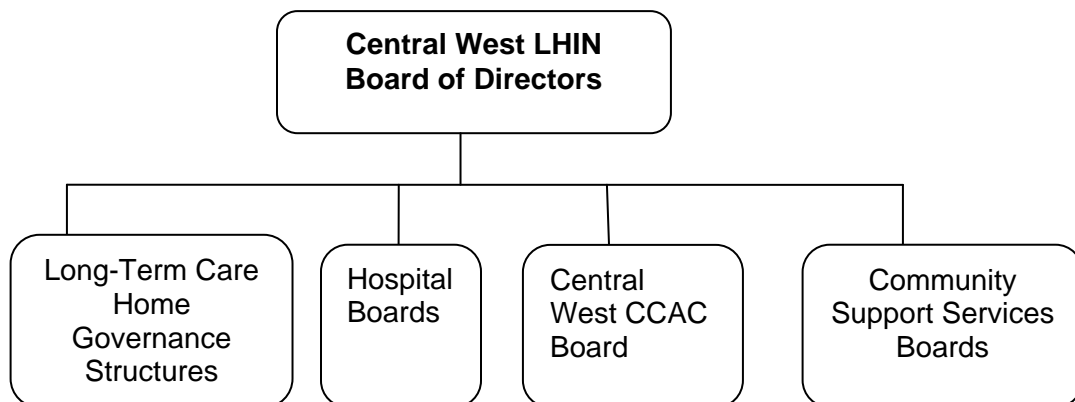 Central West LHIN
Board of Directors
Long-Term Care
Home
Governance
Structures
Hospital
Boards
Central
West CCAC
Board
Community
Support Services
Boards